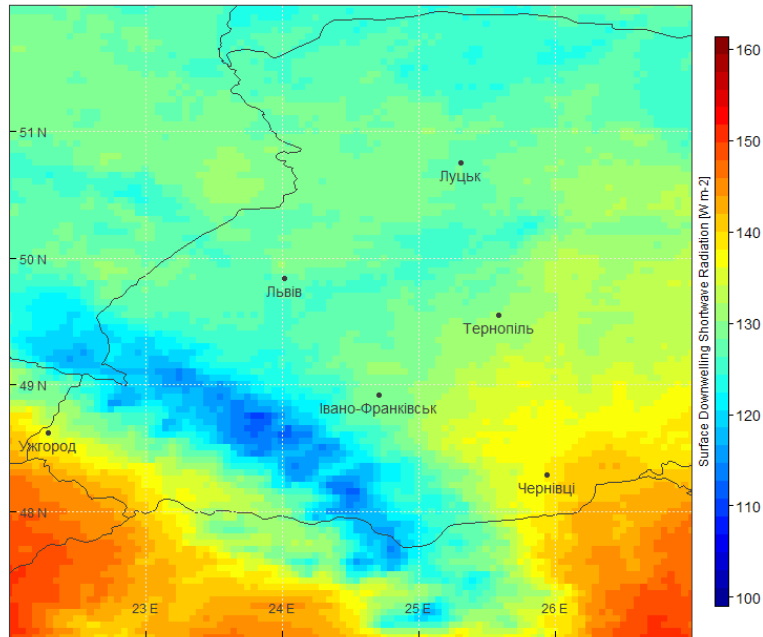 51 N
Луцьк
50 N
Львів
Тернопіль
49 N
Івано-Франківськ
Ужгород
Чернівці
48 N
23 E
24 E
25 E
26 E
160
150
140
130
120
110
100
Surface Downwelling Shortwave Radiation [W m-2]